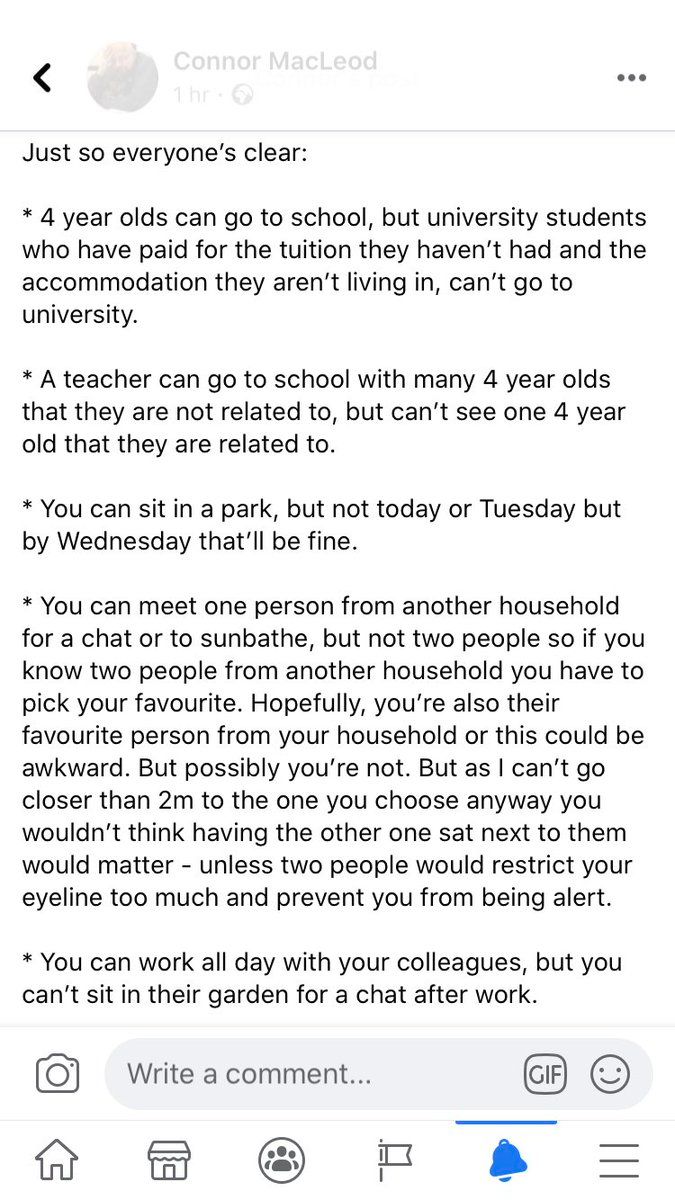 Connor MacLeod
1 hr ·
Just so everyone’s clear:
* 4 year olds can go to school, but university students
who have paid for the tuition they haven’t had and the
accommodation they aren’t living in, can’t go to
university.
* A teacher can go to school with many 4 year olds
that they are not related to, but can’t see one 4 year
old that they are related to.
* You can sit in a park, but not today or Tuesday but
by Wednesday that’ll be fine.
* You can meet one person from another household
for a chat or to sunbathe, but not two people so if you
know two people from another household you have to
pick your favourite. Hopefully, you’re also their
favourite person from your household or this could be
awkward. But possibly you’re not. But as I can’t go
closer than 2m to the one you choose anyway you
wouldn’t think having the other one sat next to them
would matter - unless two people would restrict your
eyeline too much and prevent you from being alert.
* You can work all day with your colleagues, but you
can’t sit in their garden for a chat after work.
Write a comment...
GIF